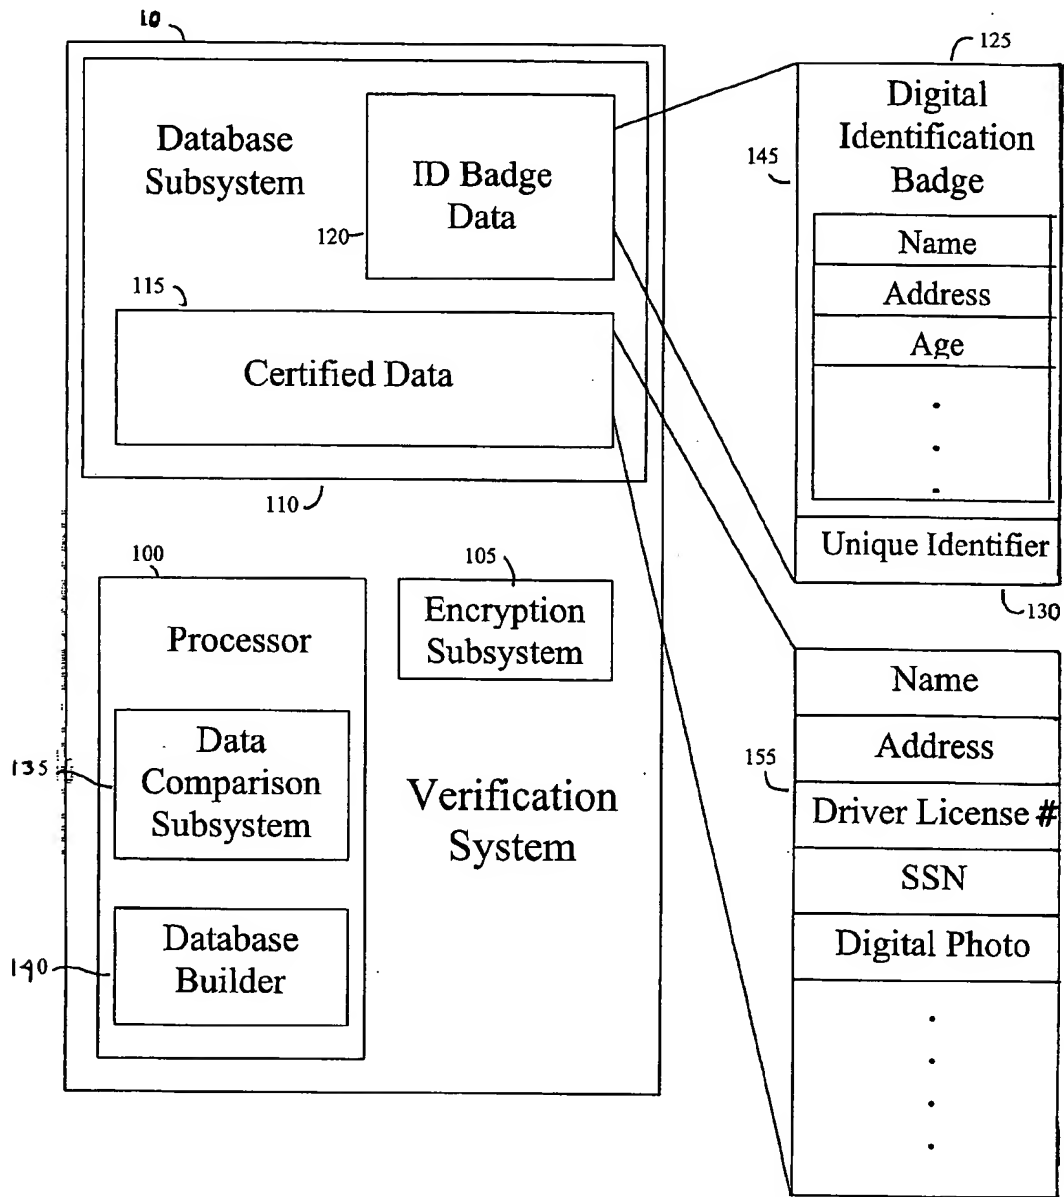 10
125
Database
Subsystem
ID Badge
Data
120
115
Certified Data
110
Digital
Identification
Badge
145
Name
Address
Age
Unique Identifier
130
100
Processor
105
Encryption
Subsystem
135
Data
Comparison
Subsystem
140
Database
Builder
Verification
System
155
Name
Address
Driver License #
SSN
Digital Photo